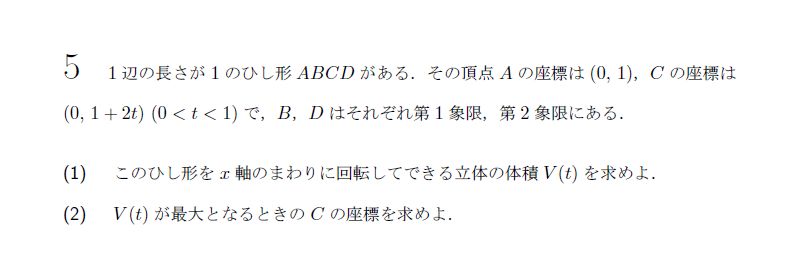 5 1辺の長さが1のひし形 ABCD がある．その頂点 A の座標は (0, 1)，C の座標は
(0, 1 + 2t) (0 < t < 1) で，B，D はそれぞれ第1象限，第2象限にある．
(1) このひし形を x 軸のまわりに回転してできる立体の体積 V(t) を求めよ．
(2) V(t) が最大となるときの C の座標を求めよ．